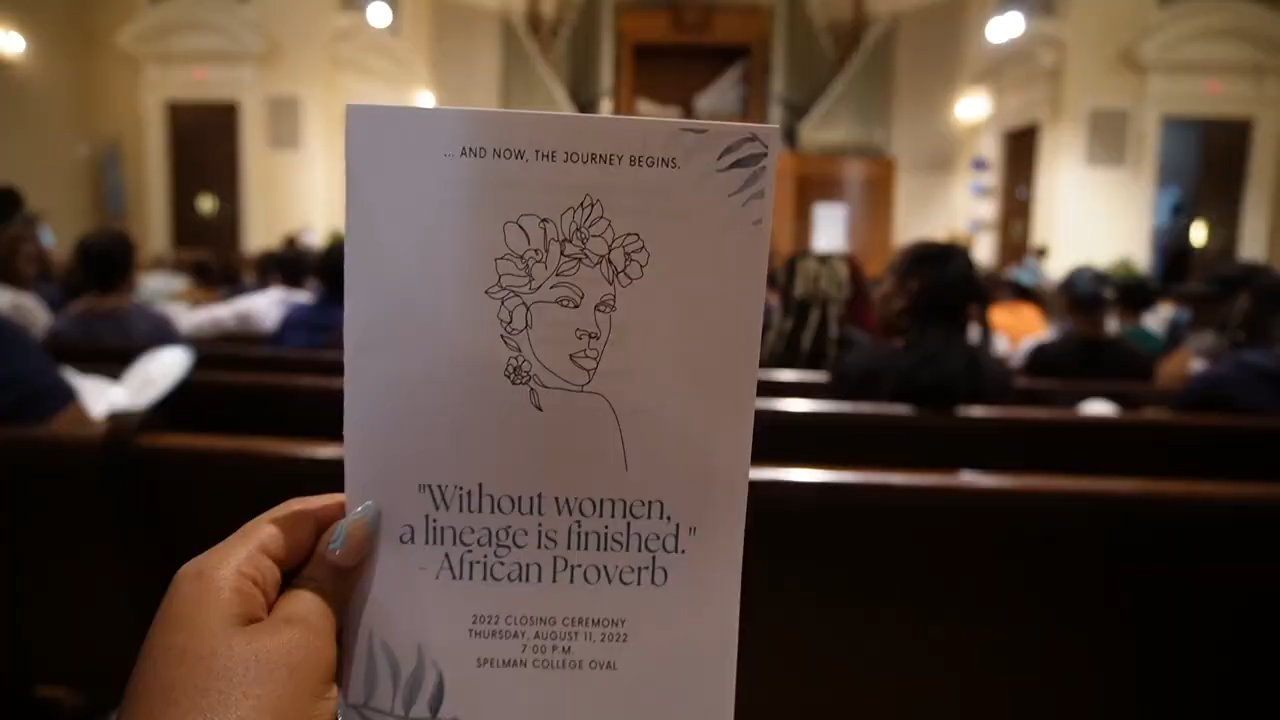 ... AND NOW, THE JOURNEY BEGINS.
"Without women,
a lineage is finished."
- African Proverb
2022 CLOSING CEREMONY
THURSDAY, AUGUST 11, 2022
7:00 P.M.
SPELMAN COLLEGE OVAL